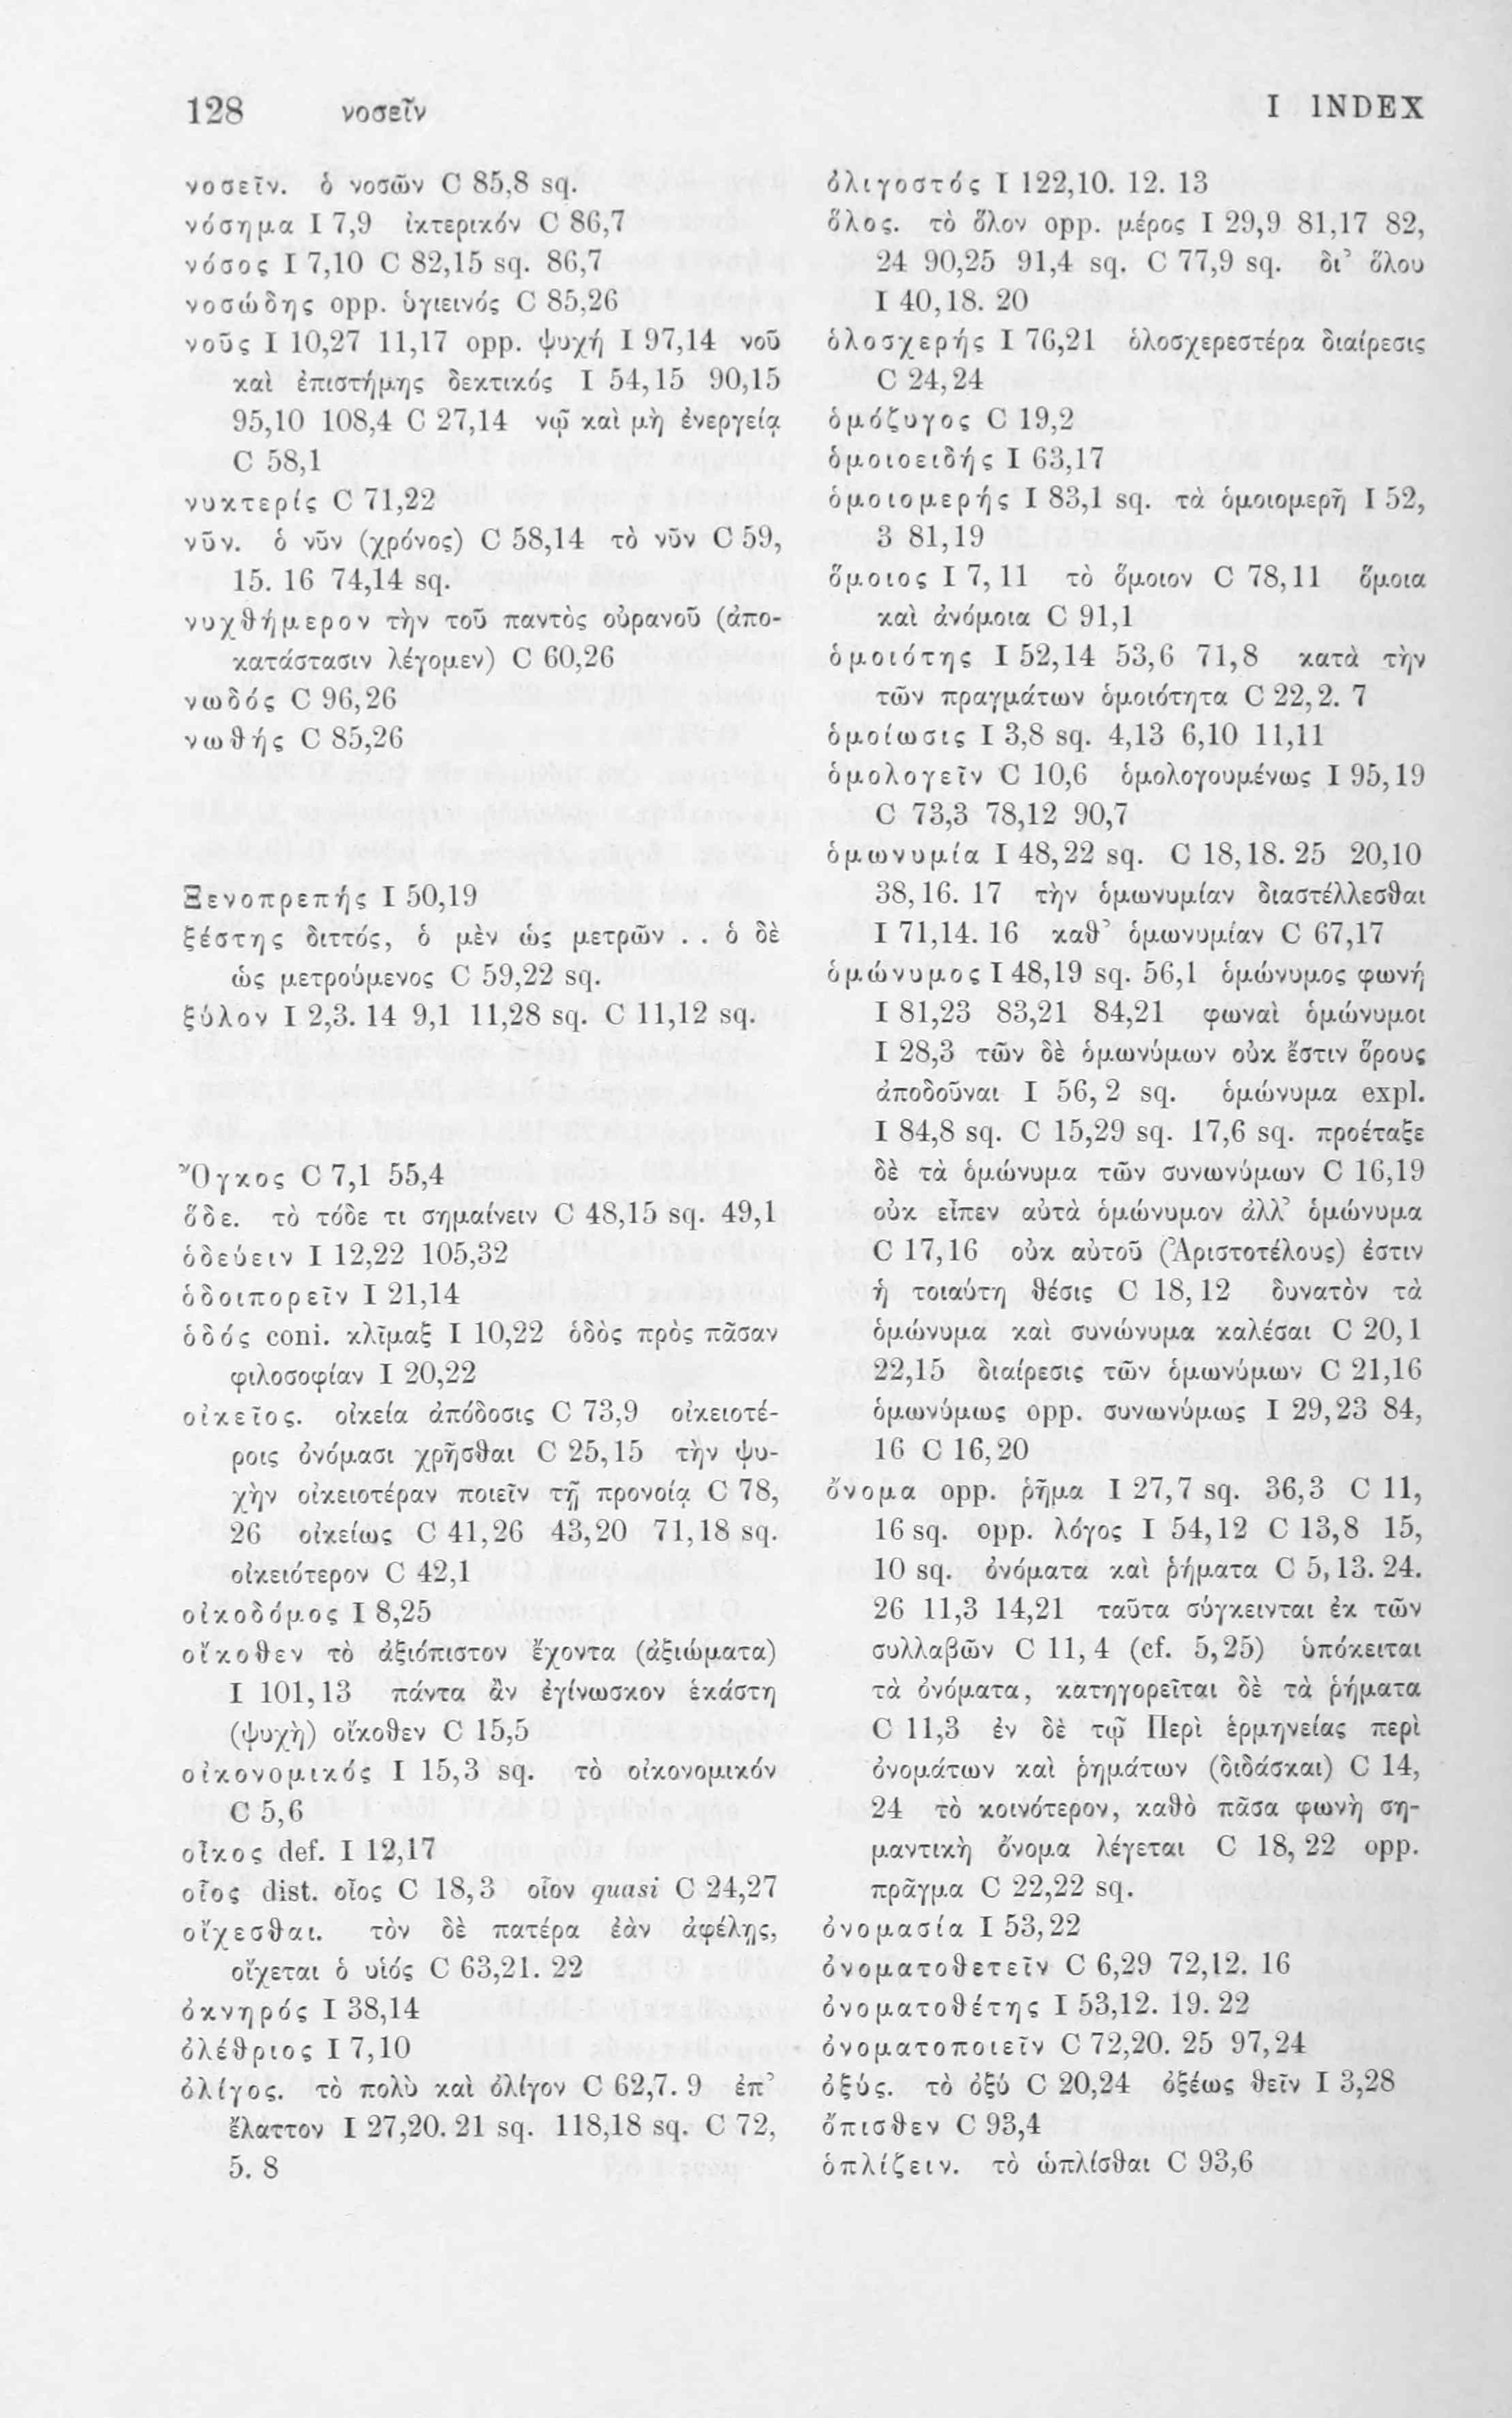 128 νοσεῖν I INDEX
νοσεῖν. ὁ νοσῶν C 85,8 sq.
νόσημα I 7,9 ἰκτερικόν C 86,7
νόσος I 7,10 C 82,15 sq. 86,7
νοσώδης opp. ὑγιεινός C 85,26
νοῦς I 10,27 11,17 opp. ψυχή I 97,14 νοῦ
καὶ ἐπιστήμης δεκτικός I 54,15 90,15
95,10 108,4 C 27,14 νῷ καὶ μὴ ἐνεργείᾳ
C 58,1
νυκτερίς C 71,22
νῦν. ὁ νῦν (χρόνος) C 58,14 τὸ νῦν C 59,
15. 16 74,14 sq.
νυχθήμερον τὴν τοῦ παντὸς οὐρανοῦ (ἀπο-
κατάστασιν λέγομεν) C 60,26
νωδός C 96,26
νωθής C 85,26
Ξενοπρεπής I 50,19
ξέστης διττός, ὁ μὲν ὡς μετρῶν . . ὁ δὲ
ὡς μετρούμενος C 59,22 sq.
ξύλον I 2,3. 14 9,1 11,28 sq. C 11,12 sq.
Ὄγκος C 7,1 55,4
ὅδε. τὸ τόδε τι σημαίνειν C 48,15 sq. 49,1
ὁδεύειν I 12,22 105,32
ὁδοιπορεῖν I 21,14
ὁδός coni. κλῖμαξ I 10,22 ὁδὸς πρὸς πᾶσαν
φιλοσοφίαν I 20,22
οἰκεῖος. οἰκεία ἀπόδοσις C 73,9 οἰκειοτέ-
ροις ὀνόμασι χρῆσθαι C 25,15 τὴν ψυ-
χὴν οἰκειοτέραν ποιεῖν τῇ προνοίᾳ C 78,
26 οἰκείως C 41,26 43,20 71,18 sq.
οἰκειότερον C 42,1
οἰκοδόμος I 8,25
οἴκοθεν τὸ ἀξιόπιστον ἔχοντα (ἀξιώματα)
I 101,13 πάντα ἂν ἐγίνωσκον ἑκάστη
(ψυχὴ) οἴκοθεν C 15,5
οἰκονομικός I 15,3 sq. τὸ οἰκονομικόν
C 5,6
οἶκος def. I 12,17
οἷος dist. οἶος C 18,3 οἷον quasi C 24,27
οἴχεσθαι. τὸν δὲ πατέρα ἐὰν ἀφέλῃς,
οἴχεται ὁ υἱός C 63,21. 22
ὀκνηρός I 38,14
ὀλέθριος I 7,10
ὀλίγος. τὸ πολὺ καὶ ὀλίγον C 62,7. 9 ἐπ’
ἔλαττον I 27,20. 21 sq. 118,18 sq. C 72,
5. 8
ὀλιγοστός I 122,10. 12. 13
ὅλος. τὸ ὅλον opp. μέρος I 29,9 81,17 82,
24 90,25 91,4 sq. C 77,9 sq. δι’ ὅλου
I 40,18. 20
ὁλοσχερής I 76,21 ὁλοσχερεστέρα διαίρεσις
C 24,24
ὁμόζυγος C 19,2
ὁμοιοειδής I 63,17
ὁμοιομερής I 83,1 sq. τὰ ὁμοιομερῆ I 52,
3 81,19
ὅμοιος I 7,11 τὸ ὅμοιον C 78,11 ὅμοια
καὶ ἀνόμοια C 91,1
ὁμοιότης I 52,14 53,6 71,8 κατὰ τὴν
τῶν πραγμάτων ὁμοιότητα C 22,2. 7
ὁμοίωσις I 3,8 sq. 4,13 6,10 11,11
ὁμολογεῖν C 10,6 ὁμολογουμένως I 95,19
C 73,3 78,12 90,7
ὁμωνυμία I 48,22 sq. C 18,18. 25 20,10
38,16. 17 τὴν ὁμωνυμίαν διαστέλλεσθαι
I 71,14. 16 καθ’ ὁμωνυμίαν C 67,17
ὁμώνυμος I 48,19 sq. 56,1 ὁμώνυμος φωνή
I 81,23 83,21 84,21 φωναὶ ὁμώνυμοι
I 28,3 τῶν δὲ ὁμωνύμων οὐκ ἔστιν ὅρους
ἀποδοῦναι I 56,2 sq. ὁμώνυμα expl.
I 84,8 sq. C 15,29 sq. 17,6 sq. προέταξε
δὲ τὰ ὁμώνυμα τῶν συνωνύμων C 16,19
οὐκ εἶπεν αὐτὰ ὁμώνυμον ἀλλ’ ὁμώνυμα
C 17,16 οὐκ αὐτοῦ (Ἀριστοτέλους) ἐστιν
ἡ τοιαύτη θέσις C 18,12 δυνατὸν τὰ
ὁμώνυμα καὶ συνώνυμα καλέσαι C 20,1
22,15 διαίρεσις τῶν ὁμωνύμων C 21,16
ὁμωνύμως opp. συνωνύμως I 29,23 84,
16 C 16,20
ὄνομα opp. ῥῆμα I 27,7 sq. 36,3 C 11,
16 sq. opp. λόγος I 54,12 C 13,8 15,
10 sq. ὀνόματα καὶ ῥήματα C 5,13. 24.
26 11,3 14,21 ταῦτα σύγκεινται ἐκ τῶν
συλλαβῶν C 11,4 (cf. 5,25) ὑπόκειται
τὰ ὀνόματα, κατηγορεῖται δὲ τὰ ῥήματα
C 11,3 ἐν δὲ τῷ Περὶ ἑρμηνείας περὶ
ὀνομάτων καὶ ῥημάτων (διδάσκαι) C 14,
24 τὸ κοινότερον, καθὸ πᾶσα φωνὴ ση-
μαντικὴ ὄνομα λέγεται C 18,22 opp.
πρᾶγμα C 22,22 sq.
ὀνομασία I 53,22
ὀνοματοθετεῖν C 6,29 72,12. 16
ὀνοματοθέτης I 53,12. 19. 22
ὀνοματοποιεῖν C 72,20. 25 97,24
ὀξύς. τὸ ὀξύ C 20,24 ὀξέως θεῖν I 3,28
ὄπισθεν C 93,4
ὁπλίζειν. τὸ ὡπλίσθαι C 93,6